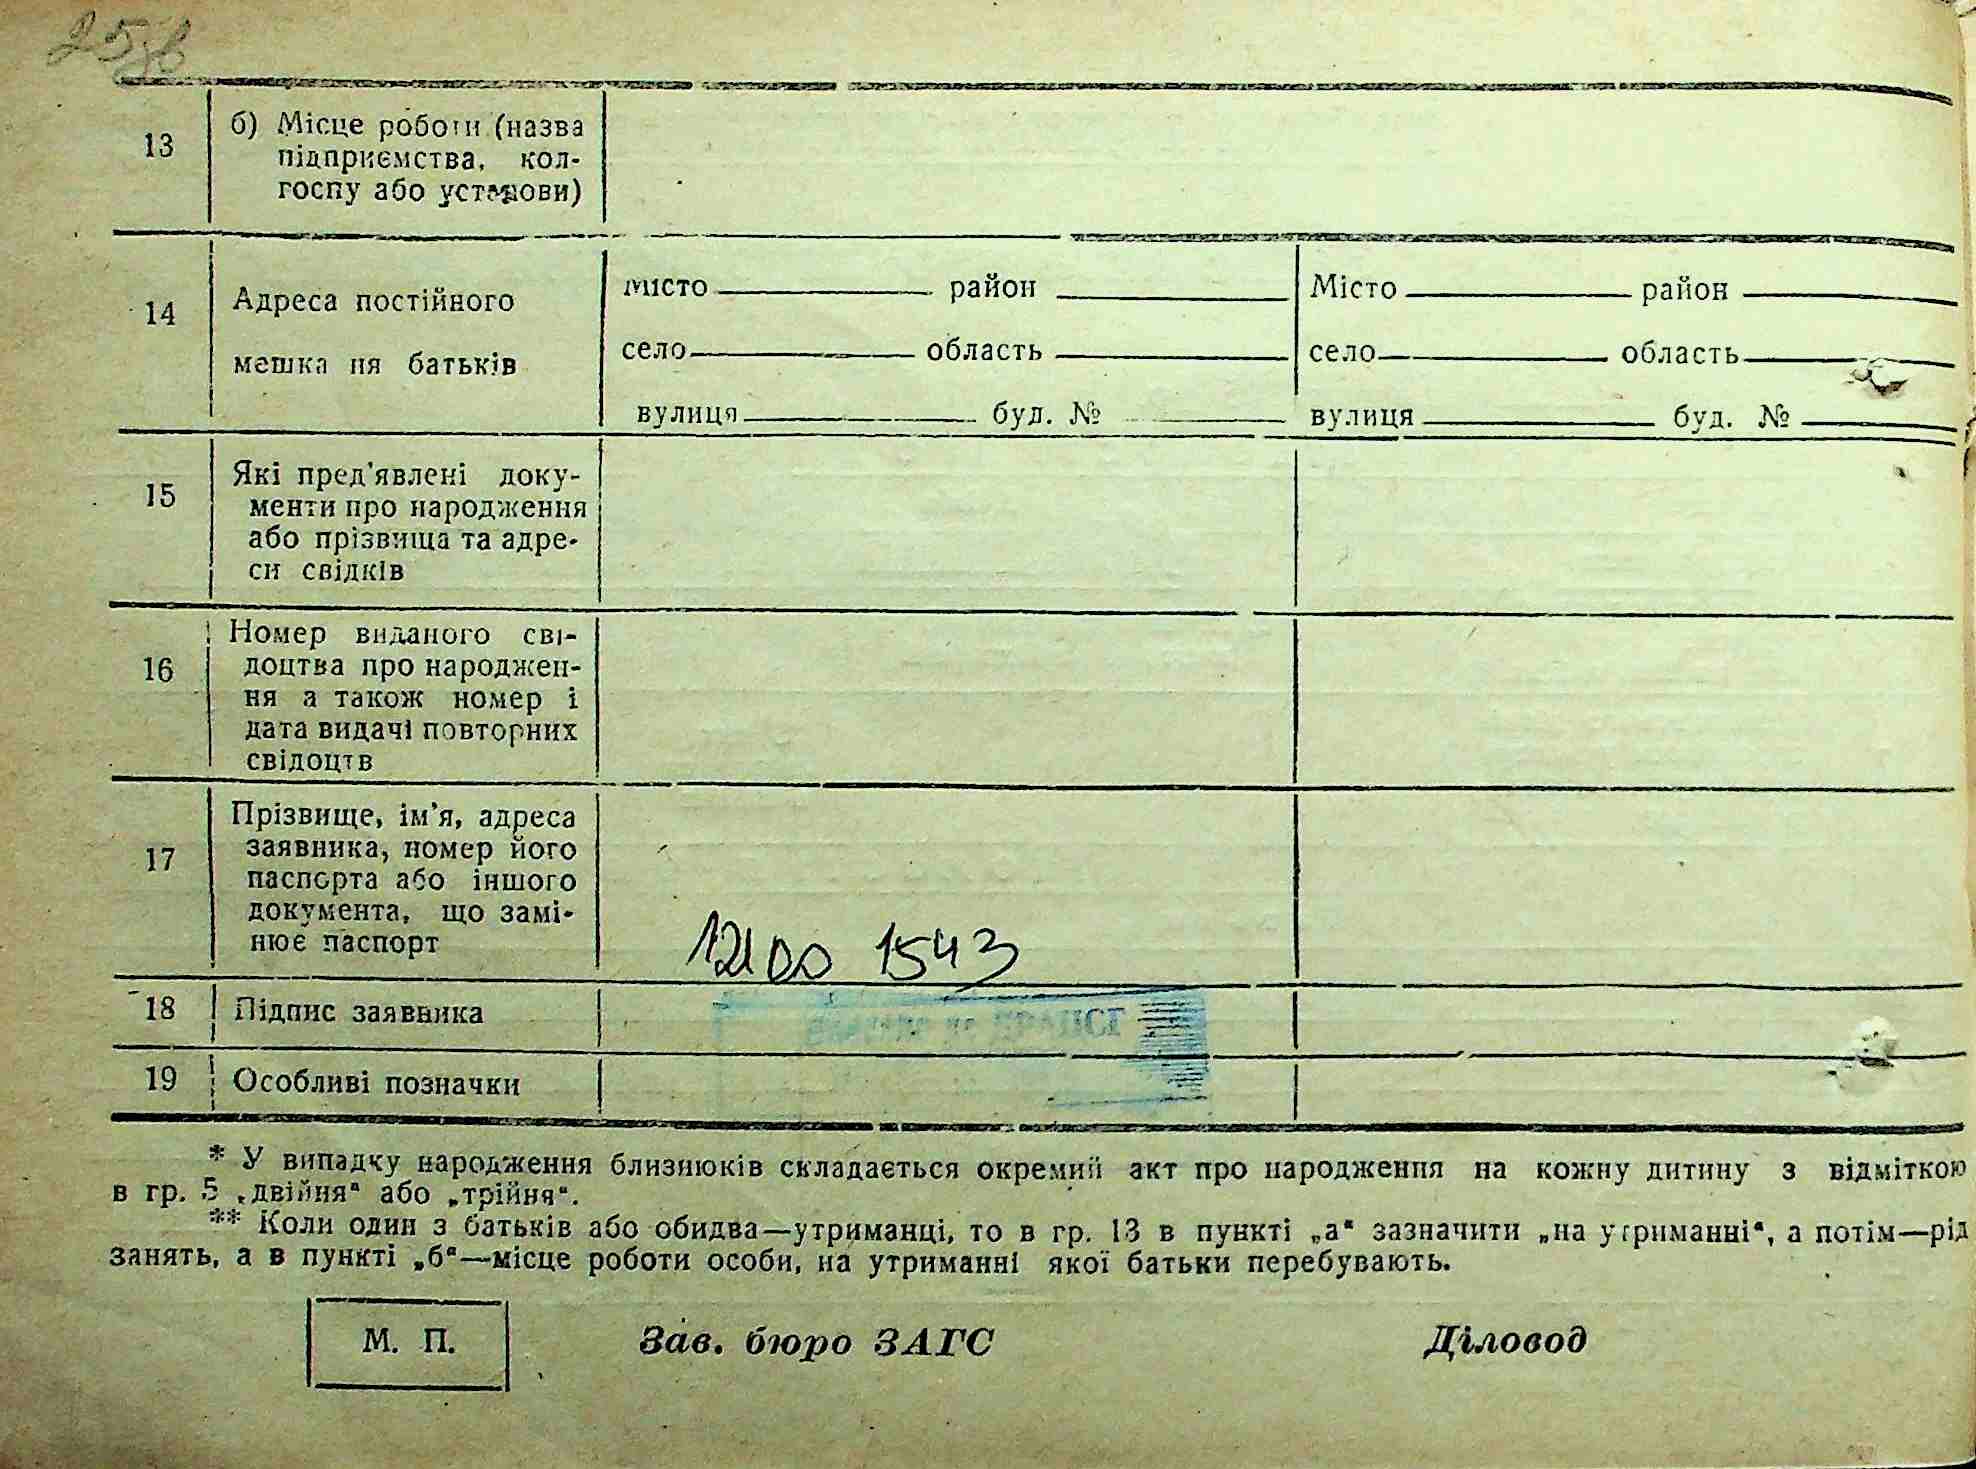 13
б) Місце роботи (назва
підприємства, кол-
госпу або установи)
14
Адреса постійного
мешка ня батьків
місто район
село область
вулиця буд. №
Місто район
село область
вулиця буд. №
15
Які пред'явлені доку-
менти про народження
або прізвища та адре-
си свідків
16
Номер виданого сві-
доцтва про народжен-
ня а також номер і
дата видачі повторних
свідоцтв
17
Прізвище, ім'я, адреса
заявника, номер його
паспорта або іншого
документа, що замі-
нює паспорт
1543
18
Підпис заявника
19
Особливі позначки
* У випадку народження близнюків складається окремий акт про народження на кожну дитину з відміткою
в гр. 5 „двійня“ або „трійня“.
** Коли один з батьків або обидва—утриманці, то в гр. 13 в пункті „а“ зазначити „на утриманні“, а потім—рід
занять, а в пункті „б“—місце роботи особи, на утриманні якої батьки перебувають.
М. П.
Зав. бюро ЗАГС
Діловод